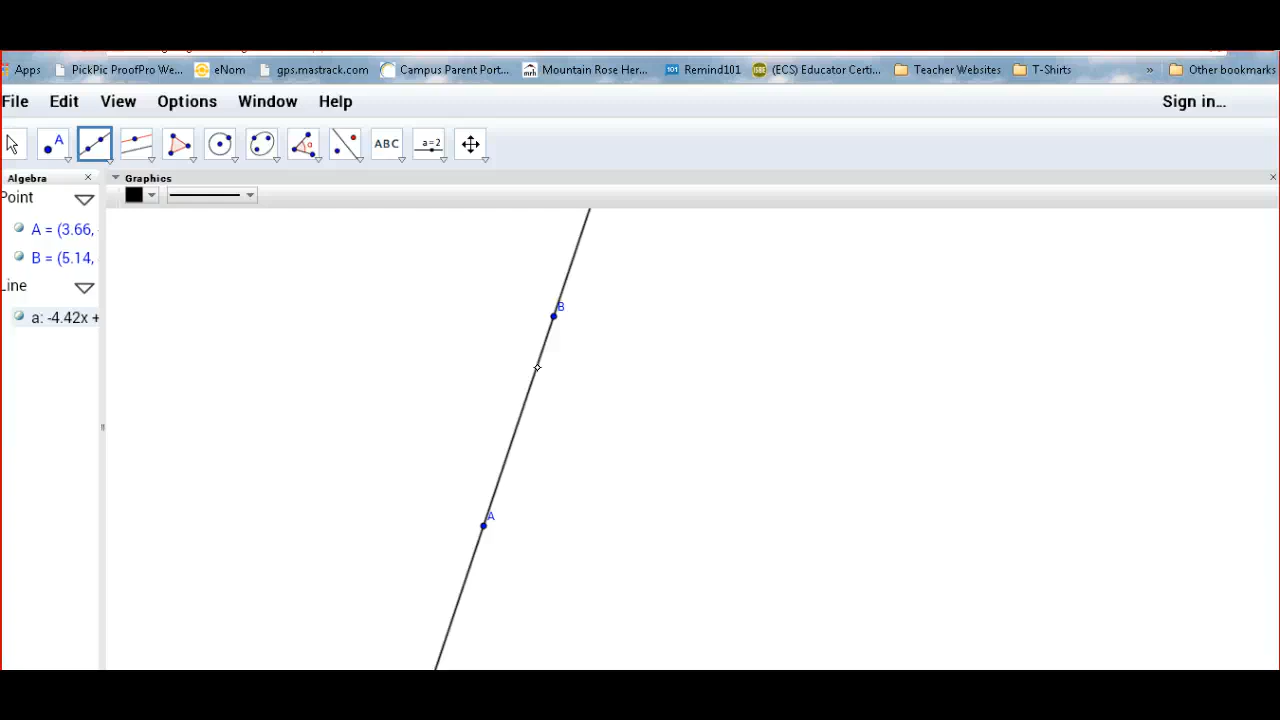 Apps PickPic ProofPro We... eNom gps.mastrack.com Campus Parent Port... Mountain Rose Her... 101 Remind101 (ECS) Educator Certi... Teacher Websites T-Shirts » Other bookmarks
File Edit View Options Window Help Sign in...
A ABC a=2
Algebra Graphics
Point
A = (3.66,
B = (5.14,
Line
a: -4.42x +
B
A